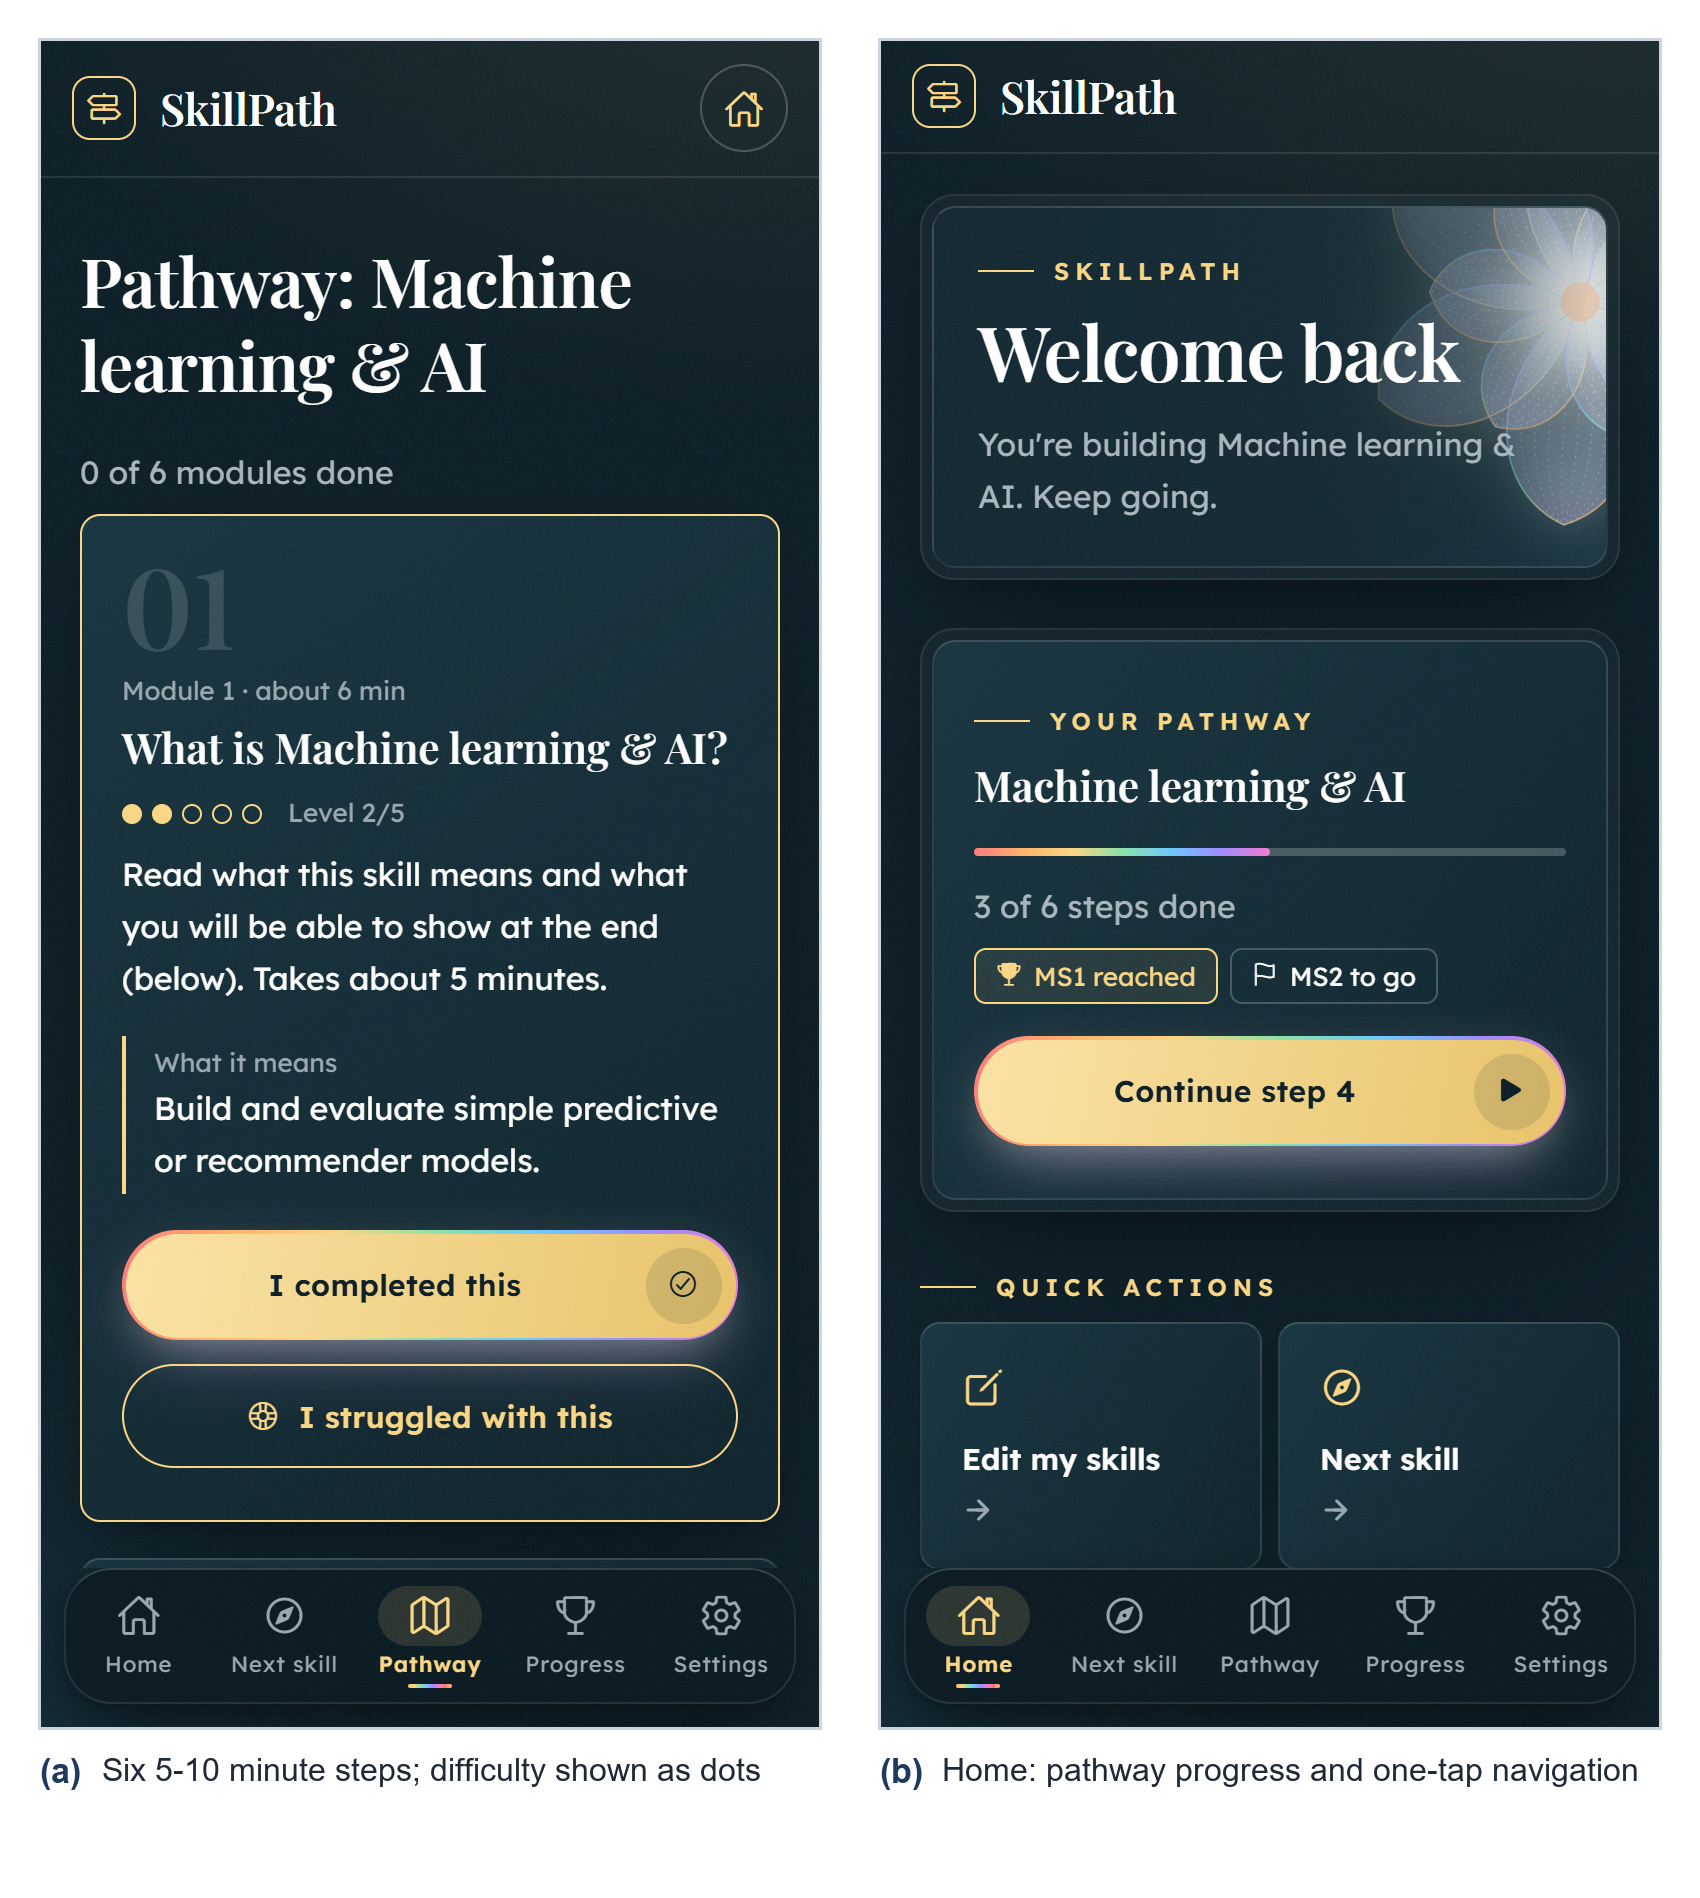 SkillPath
Pathway: Machine
learning & AI
0 of 6 modules done
01
Module 1 · about 6 min
What is Machine learning & AI?
Level 2/5
Read what this skill means and what
you will be able to show at the end
(below). Takes about 5 minutes.
What it means
Build and evaluate simple predictive
or recommender models.
I completed this
I struggled with this
Home
Next skill
Pathway
Progress
Settings
(a) Six 5-10 minute steps; difficulty shown as dots
SkillPath
SKILLPATH
Welcome back
You're building Machine learning &
AI. Keep going.
YOUR PATHWAY
Machine learning & AI
3 of 6 steps done
MS1 reached
MS2 to go
Continue step 4
QUICK ACTIONS
Edit my skills
Next skill
Home
Next skill
Pathway
Progress
Settings
(b) Home: pathway progress and one-tap navigation